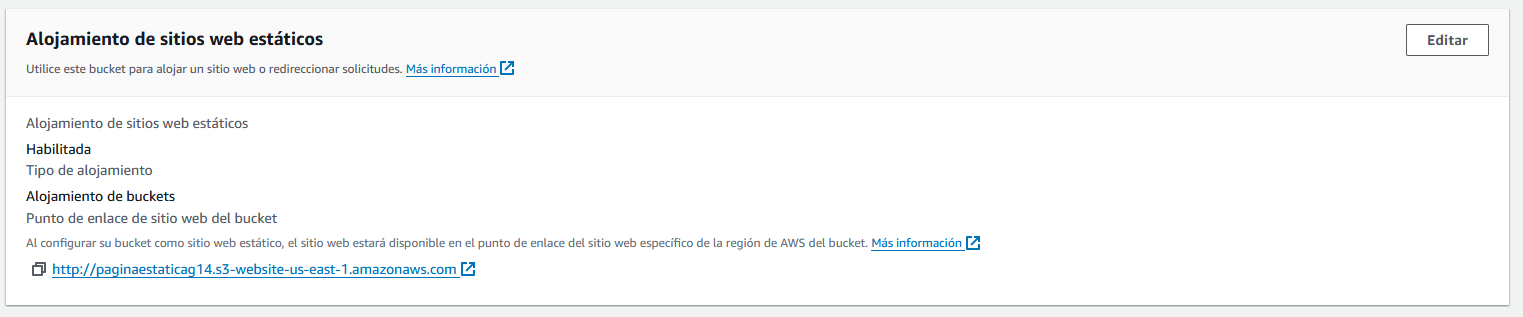 Alojamiento de sitios web estáticos
Editar
Utilice este bucket para alojar un sitio web o redireccionar solicitudes. Más información
Alojamiento de sitios web estáticos
Habilitada
Tipo de alojamiento
Alojamiento de buckets
Punto de enlace de sitio web del bucket
Al configurar su bucket como sitio web estático, el sitio web estará disponible en el punto de enlace del sitio web específico de la región de AWS del bucket. Más información
http://paginaestaticag14.s3-website-us-east-1.amazonaws.com